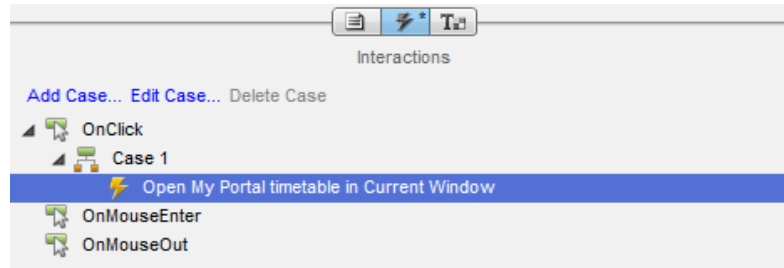 Interactions
Add Case... Edit Case... Delete Case
OnClick
Case 1
Open My Portal timetable in Current Window
OnMouseEnter
OnMouseOut